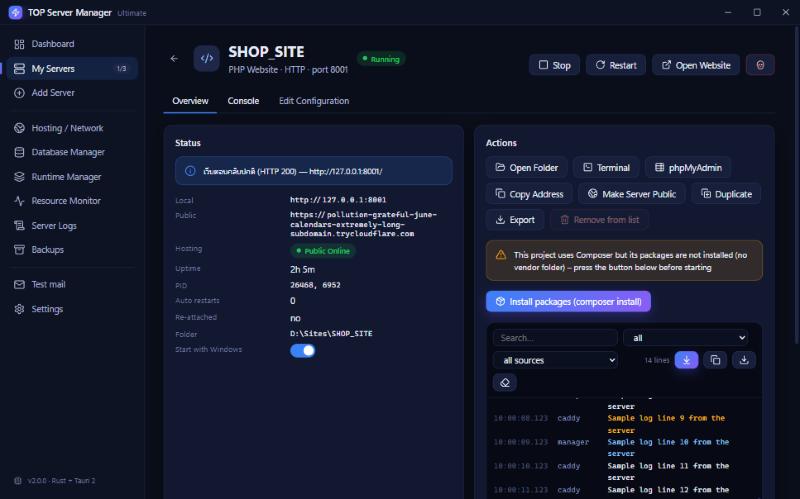 TOP Server Manager Ultimate
Dashboard
My Servers 1/3
Add Server
Hosting / Network
Database Manager
Runtime Manager
Resource Monitor
Server Logs
Backups
Test mail
Settings
v2.0.0 · Rust + Tauri 2
SHOP_SITE
Running
PHP Website · HTTP · port 8001
Stop
Restart
Open Website
Overview
Console
Edit Configuration
Status
เว็บตอบกลับปกติ (HTTP 200) — http://127.0.0.1:8001/
Local http://127.0.0.1:8001
Public https://pollution-grateful-june-
calendars-extremely-long-
subdomain.trycloudflare.com
Hosting Public Online
Uptime 2h 5m
PID 26468, 6952
Auto restarts 0
Re-attached no
Folder D:\Sites\SHOP_SITE
Start with Windows
Actions
Open Folder
Terminal
phpMyAdmin
Copy Address
Make Server Public
Duplicate
Export
Remove from list
This project uses Composer but its packages are not installed (no
vendor folder) – press the button below before starting
Install packages (composer install)
Search...
all
all sources
14 lines
server
10:00:08.123 caddy Sample log line 9 from the
server
10:00:09.123 manager Sample log line 10 from the
server
10:00:10.123 caddy Sample log line 11 from the
server
10:00:11.123 caddy Sample log line 12 from the